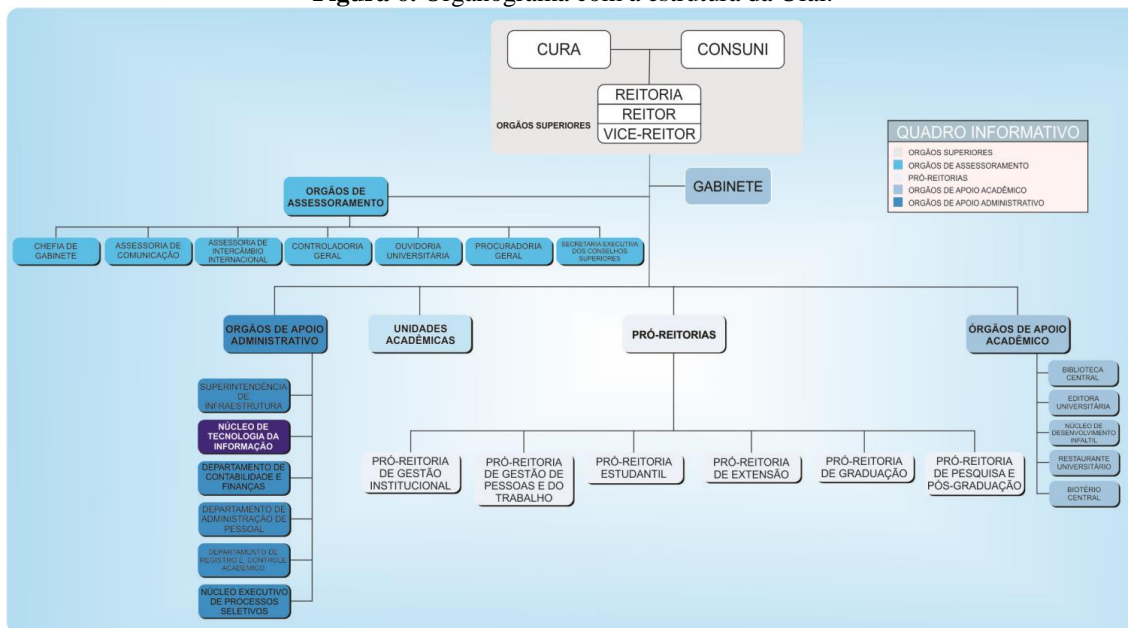 Figura 6: Organograma com a estrutura da Ufal.
CURA
CONSUNI
REITORIA
REITOR
VICE-REITOR
ORGÃOS SUPERIORES
QUADRO INFORMATIVO
ORGÃOS SUPERIORES
ORGÃOS DE ASSESSORAMENTO
PRÓ-REITORIAS
ORGÃOS DE APOIO ACADÊMICO
ORGÃOS DE APOIO ADMINISTRATIVO
GABINETE
ORGÃOS DE
ASSESSORAMENTO
CHEFIA DE
GABINETE
ASSESSORIA DE
COMUNICAÇÃO
ASSESSORIA DE
INTERCÂMBIO
INTERNACIONAL
CONTROLADORIA
GERAL
OUVIDORIA
UNIVERSITÁRIA
PROCURADORIA
GERAL
SECRETARIA EXECUTIVA
DOS CONSELHOS
SUPERIORES
ORGÃOS DE APOIO
ADMINISTRATIVO
UNIDADES
ACADÊMICAS
PRÓ-REITORIAS
ÓRGÃOS DE APOIO
ACADÊMICO
SUPERINTENDÊNCIA
DE
INFRAESTRUTURA
NÚCLEO DE
TECNOLOGIA DA
INFORMAÇÃO
DEPARTAMENTO DE
CONTABILIDADE E
FINANÇAS
DEPARTAMENTO DE
ADMINISTRAÇÃO DE
PESSOAL
DEPARTAMENTO DE
REGISTRO E CONTROLE
ACADÊMICO
NÚCLEO EXECUTIVO
DE PROCESSOS
SELETIVOS
PRÓ-REITORIA
DE GESTÃO
INSTITUCIONAL
PRÓ-REITORIA
DE GESTÃO DE
PESSOAS E DO
TRABALHO
PRÓ-REITORIA
ESTUDANTIL
PRÓ-REITORIA
DE EXTENSÃO
PRÓ-REITORIA
DE GRADUAÇÃO
PRÓ-REITORIA
DE PESQUISA E
PÓS-GRADUAÇÃO
BIBLIOTECA
CENTRAL
EDITORA
UNIVERSITÁRIA
NÚCLEO DE
DESENVOLVIMENTO
INFALTIL
RESTAURANTE
UNIVERSITÁRIO
BIOTÉRIO
CENTRAL